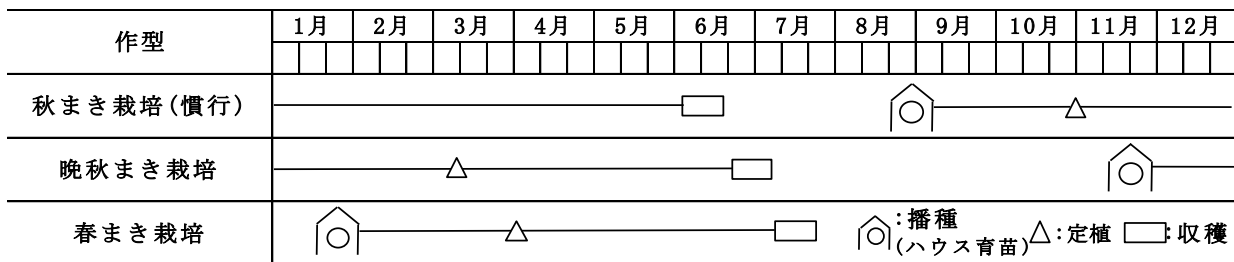 作型 1月 2月 3月 4月 5月 6月 7月 8月 9月 10月 11月 12月
秋まき栽培(慣行)
晩秋まき栽培
春まき栽培
:播種 :定植 :収穫
(ハウス育苗)